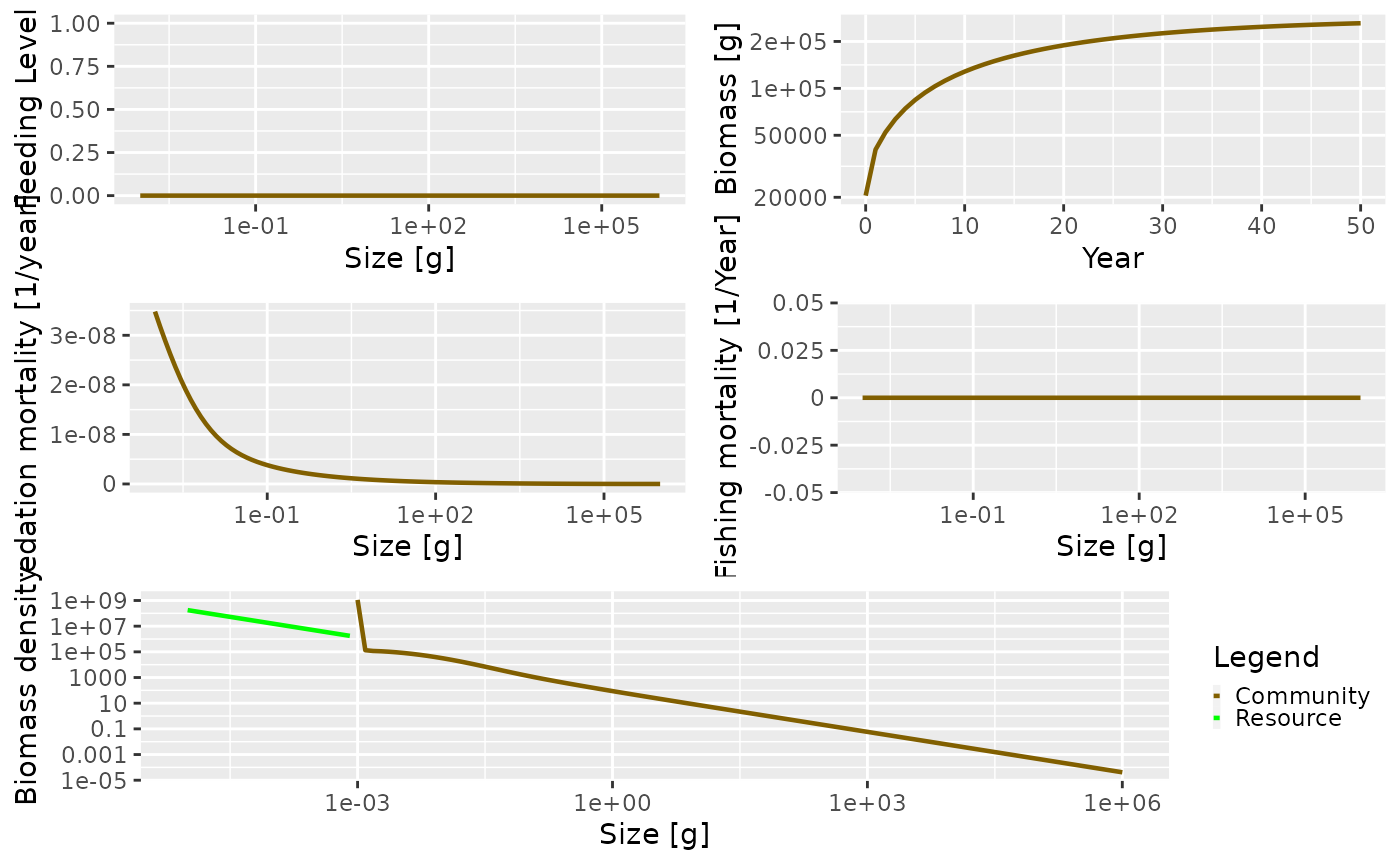 Feeding Level
1.00
0.75
0.50
0.25
0.00
1e-01 1e+02 1e+05
Size [g]
Biomass [g]
2e+05
1e+05
50000
20000
0 10 20 30 40 50
Year
edation mortality [1/year]
3e-08
2e-08
1e-08
0
1e-01 1e+02 1e+05
Size [g]
Fishing mortality [1/Year]
0.05
0.025
0
-0.025
-0.05
1e-01 1e+02 1e+05
Size [g]
Biomass density
1e+09
1e+07
1e+05
1000
10
0.1
0.001
1e-05
1e-03 1e+00 1e+03 1e+06
Size [g]
Legend
Community
Resource